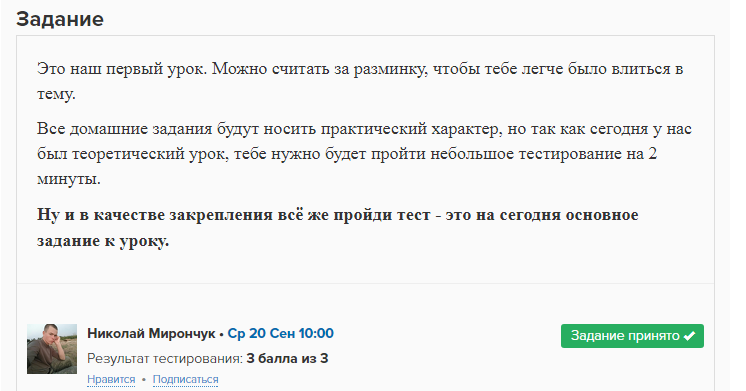 Задание
Это наш первый урок. Можно считать за разминку, чтобы тебе легче было влиться в
тему.
Все домашние задания будут носить практический характер, но так как сегодня у нас
был теоретический урок, тебе нужно будет пройти небольшое тестирование на 2
минуты.
Ну и в качестве закрепления всё же пройди тест - это на сегодня основное
задание к уроку.
Николай Мирончук • Ср 20 Сен 10:00
Задание принято ✔
Результат тестирования: 3 балла из 3
Нравится • Подписаться